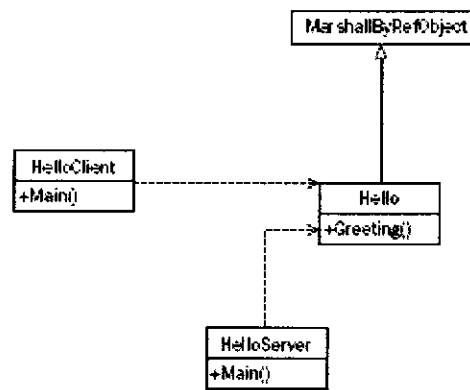 MarshallByRefObject
HelloClient
+Main()
Hello
+Greeting()
HelloServer
+Main()